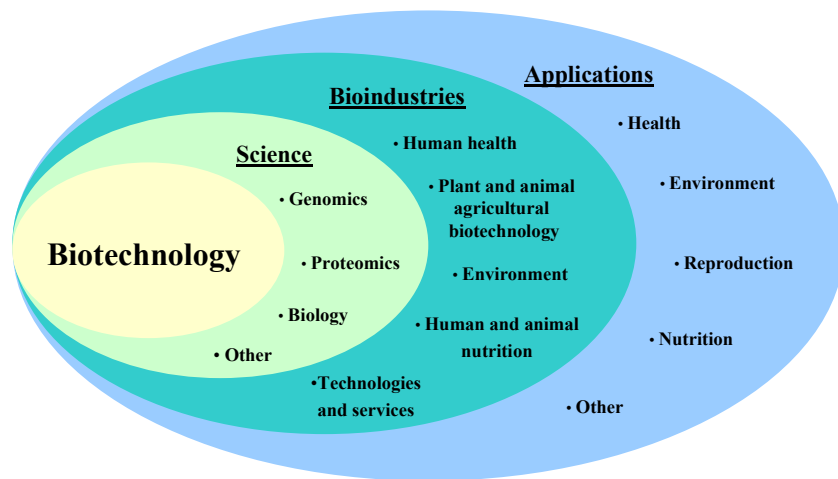 Biotechnology
Science
• Genomics
• Proteomics
• Biology
• Other
Bioindustries
• Human health
• Plant and animal
agricultural
biotechnology
• Environment
• Human and animal
nutrition
•Technologies
and services
Applications
• Health
• Environment
• Reproduction
• Nutrition
• Other